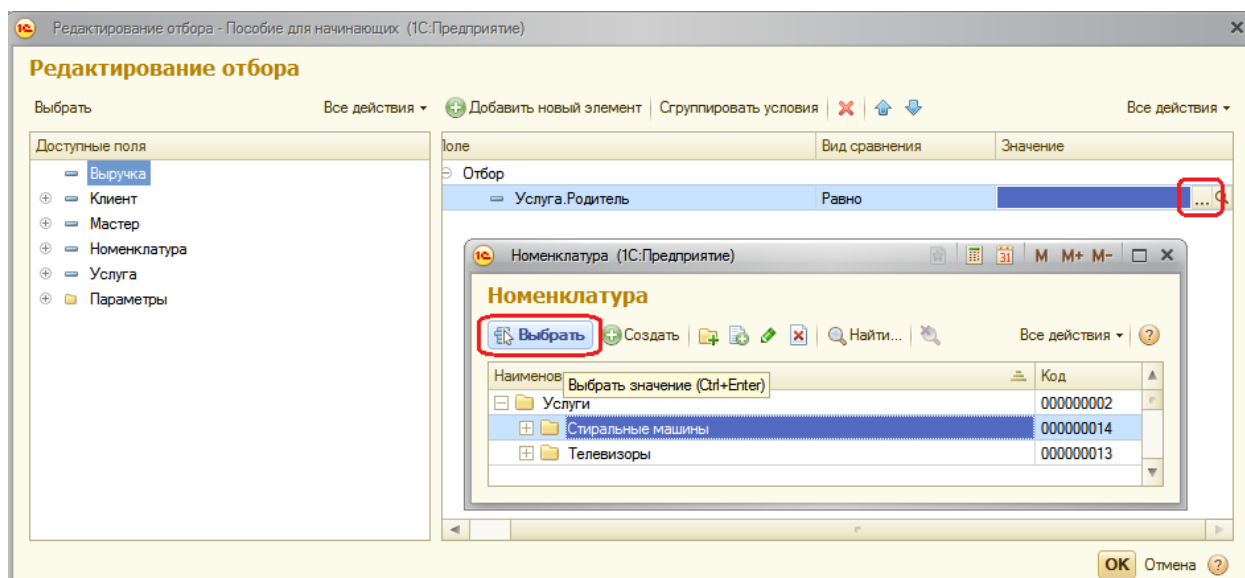 Редактирование отбора - Пособие для начинающих (1С:Предприятие)
Редактирование отбора
Выбрать Все действия Добавить новый элемент Сгруппировать условия Все действия
Доступные поля
Выручка
Клиент
Мастер
Номенклатура
Услуга
Параметры
Поле Вид сравнения Значение
Отбор
Услуга.Родитель Равно ...
Номенклатура (1С:Предприятие) 31 M M+ M-
Номенклатура
Выбрать Создать Найти... Все действия ?
Наименов Код
Выбрать значение (Ctrl+Enter)
Услуги 000000002
Стиральные машины 000000014
Телевизоры 000000013
ОК Отмена ?